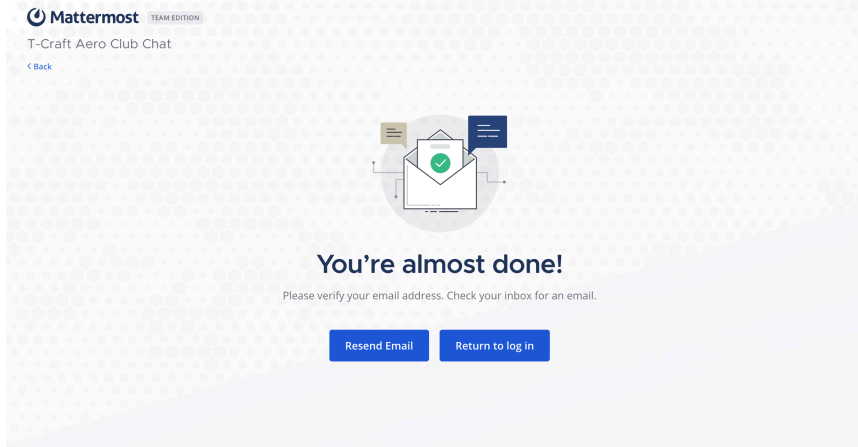 Mattermost TEAM EDITION
T-Craft Aero Club Chat
< Back
You're almost done!
Please verify your email address. Check your inbox for an email.
Resend Email Return to log in